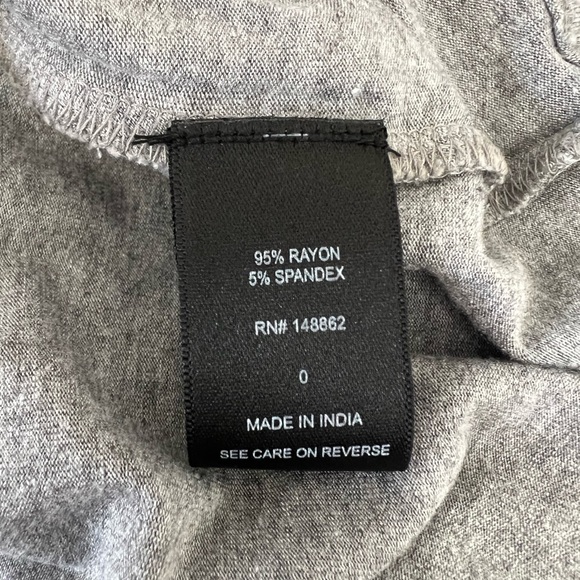 95% RAYON
5% SPANDEX
RN# 148862
0
MADE IN INDIA
SEE CARE ON REVERSE